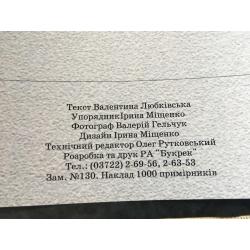 Текст Валентина Любківська
УпорядникІрина Міщенко
Фотограф Валерій Гельчук
Дизайн Ірина Міщенко
Технічний редактор Олег Рутковський
Розробка та друк РА "Букрек"
Тел.: (03722) 2-69-56, 2-63-53
Зам. №130. Наклад 1000 примірників